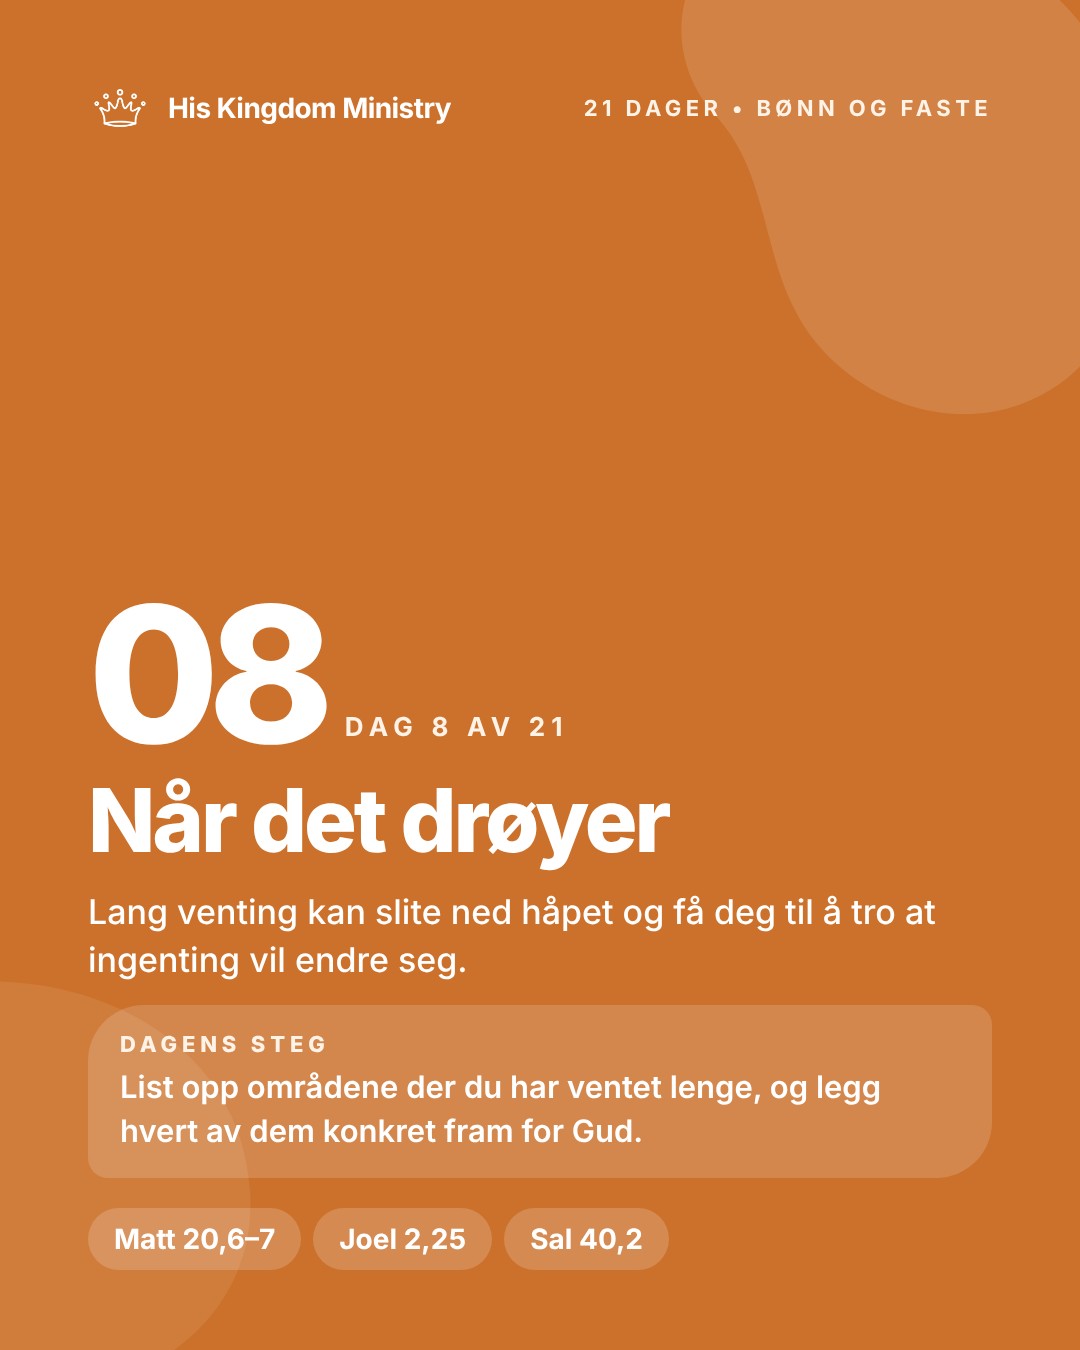 His Kingdom Ministry
21 DAGER • BØNN OG FASTE
08
DAG 8 AV 21
Når det drøyer
Lang venting kan slite ned håpet og få deg til å tro at
ingenting vil endre seg.
DAGENS STEG
List opp områdene der du har ventet lenge, og legg
hvert av dem konkret fram for Gud.
Matt 20,6–7
Joel 2,25
Sal 40,2